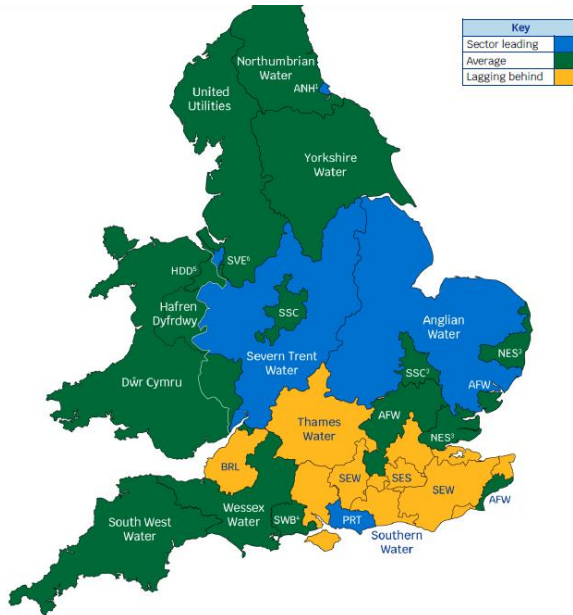 Key
Sector leading
Average
Lagging behind
Northumbrian
Water
ANH¹
United
Utilities
Yorkshire
Water
HDD⁵
SVE⁶
Hafren
Dyfrdwy
SSC
Anglian
Water
NES³
Severn Trent
Water
SSC²
AFW
Dŵr Cymru
AFW
Thames
Water
NES³
BRL
SEW
SES
SEW
AFW
Wessex
Water
SWB⁴
PRT
South West
Water
Southern
Water